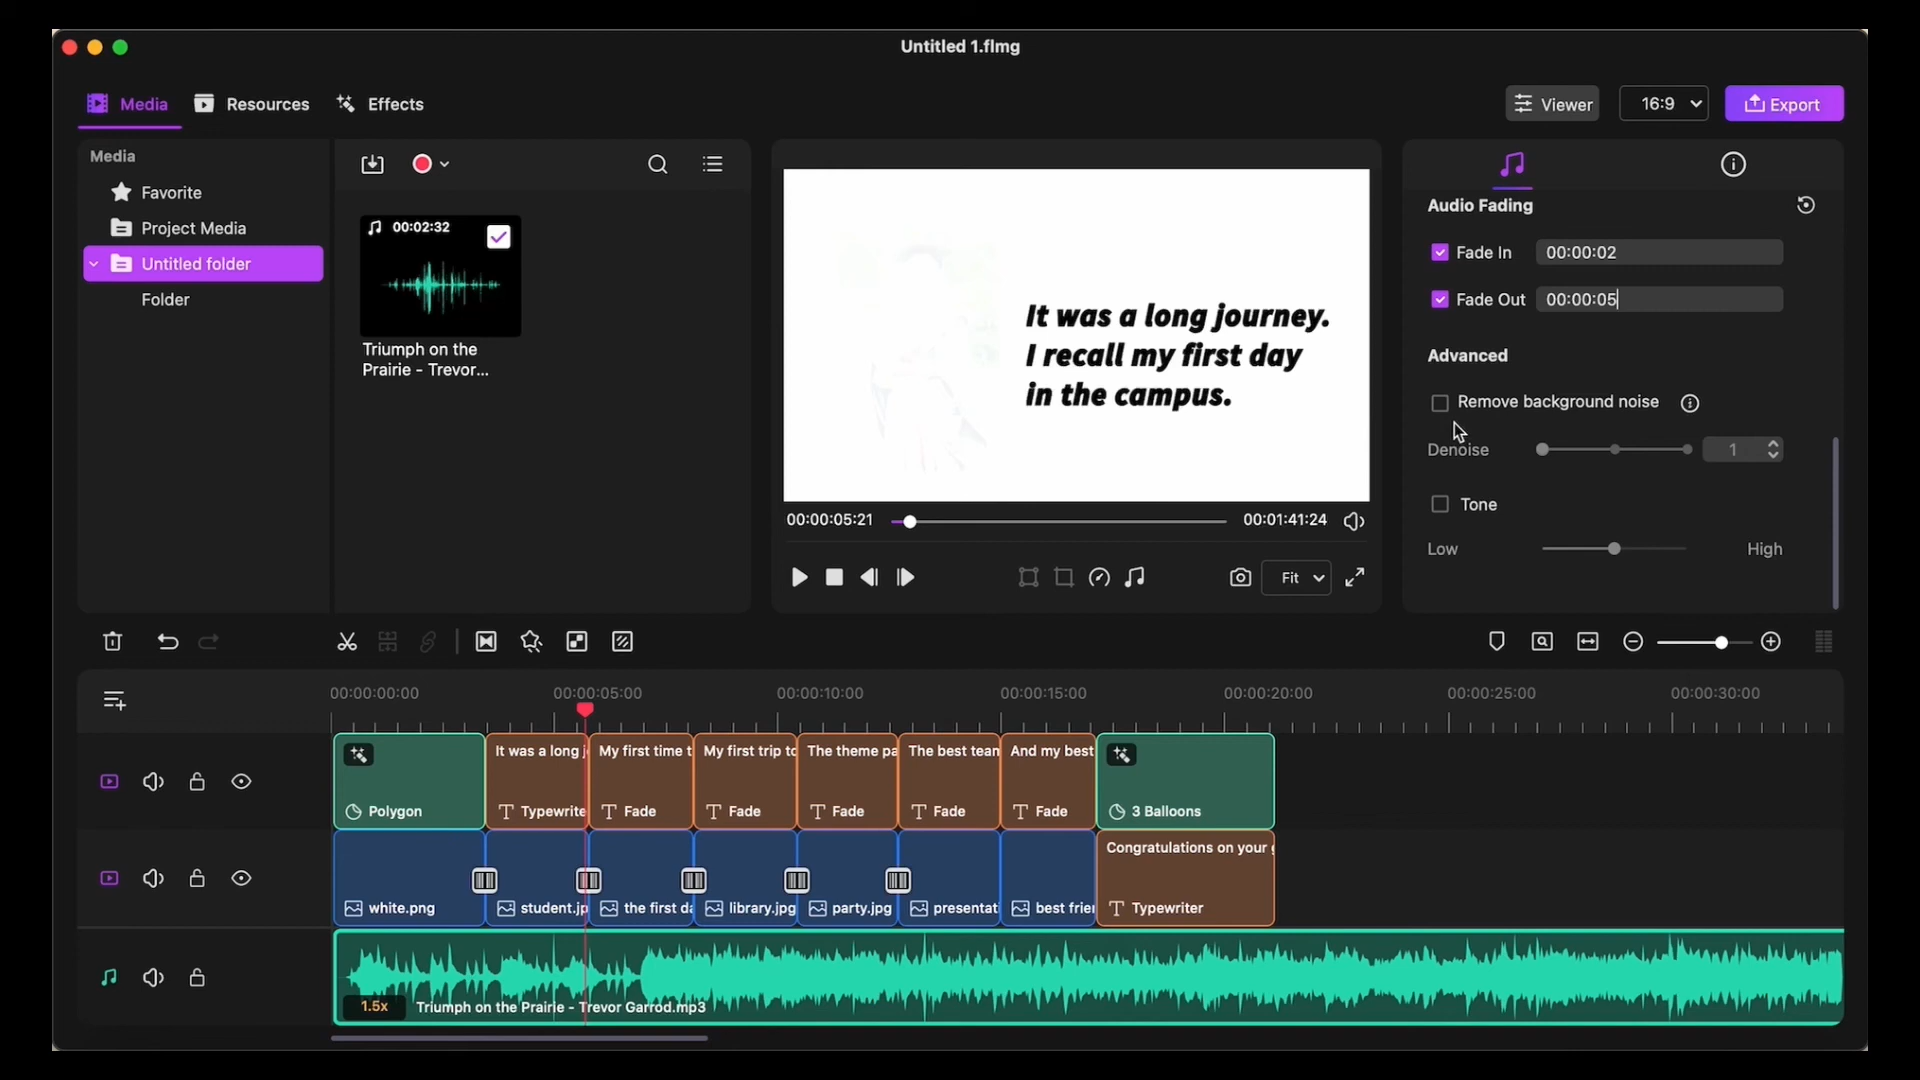 Untitled 1.flmg
Media
Resources
Effects
Viewer
16:9
Export
Media
Favorite
Project Media
Untitled folder
Folder
00:02:32
Triumph on the
Prairie - Trevor...
It was a long journey.
I recall my first day
in the campus.
00:00:05:21
00:01:41:24
Fit
Audio Fading
Fade In
00:00:02
Fade Out
00:00:05
Advanced
Remove background noise
Denoise
1
Tone
Low
High
00:00:00:00
00:00:05:00
00:00:10:00
00:00:15:00
00:00:20:00
00:00:25:00
00:00:30:00
It was a long j
My first time t
My first trip to
The theme pa
The best team
And my best
Polygon
Typewrite
Fade
Fade
Fade
Fade
Fade
3 Balloons
Congratulations on your g
white.png
student.jp
the first da
library.jpg
party.jpg
presentat
best frien
Typewriter
1.5x
Triumph on the Prairie - Trevor Garrod.mp3